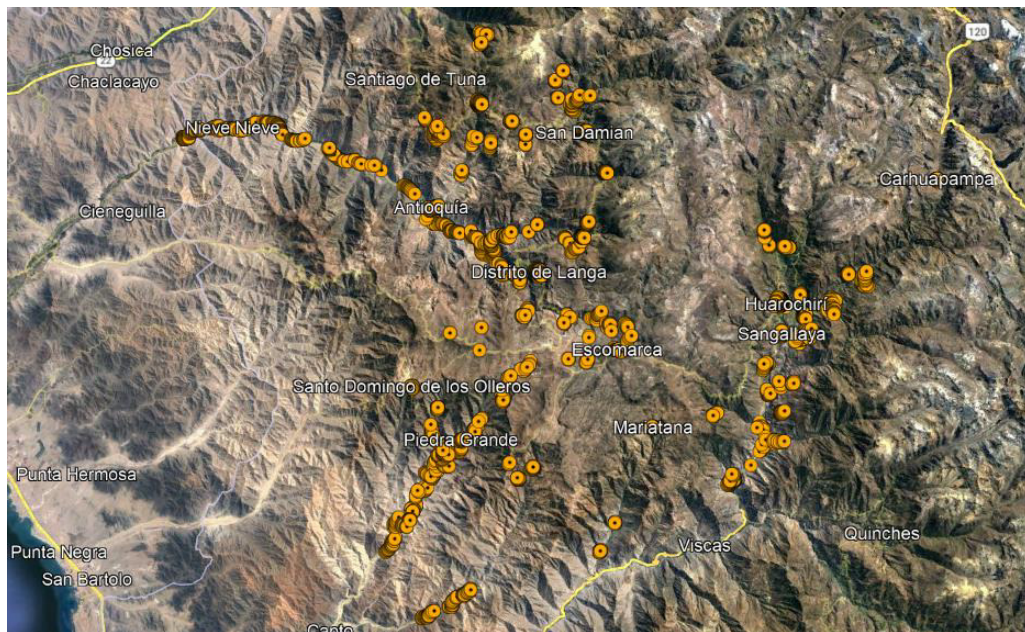 120
Chosica
22
Chaclacayo
Santiago de Tuna
Nieve Nieve
San Damian
Carhuapampa
Cieneguilla
Antioquía
Distrito de Langa
Huarochirí
Sangallaya
Escomarca
Santo Domingo de los Olleros
Mariatana
Piedra Grande
Punta Hermosa
Quinches
Viscas
Punta Negra
San Bartolo